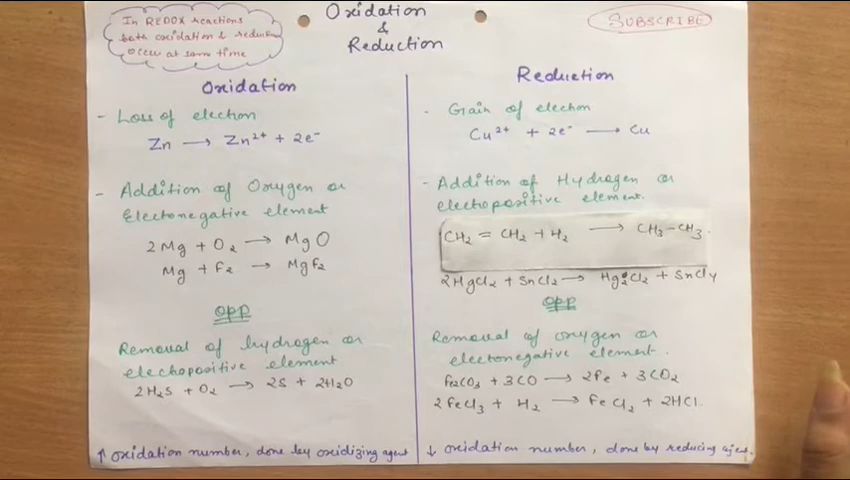 In REDOX reactions
both oxidation & reduction
occur at same time
Oxidation
&
Reduction
SUBSCRIBE
Oxidation
- Loss of electron
Zn → Zn²⁺ + 2e⁻
- Addition of Oxygen or
Electonegative element
2Mg + O₂ → MgO
Mg + F₂ → MgF₂
opp
Removal of hydrogen or
electropositive element
2H₂S + O₂ → 2S + 2H₂O
↑ oxidation number, done by oxidizing agent
Reduction
- Grain of electron
Cu²⁺ + 2e⁻ → Cu
- Addition of Hydrogen or
electropositive element.
CH₂ = CH₂ + H₂ → CH₃-CH₃.
2HgCl₂ + SnCl₂ → Hg₂Cl₂ + SnCl₄
opp
Removal of oxygen or
electonegative element.
Fe₂CO₃ + 3CO → 2Fe + 3CO₂
2FeCl₃ + H₂ → FeCl₂ + 2HCl.
↓ oxidation number, done by reducing agent.